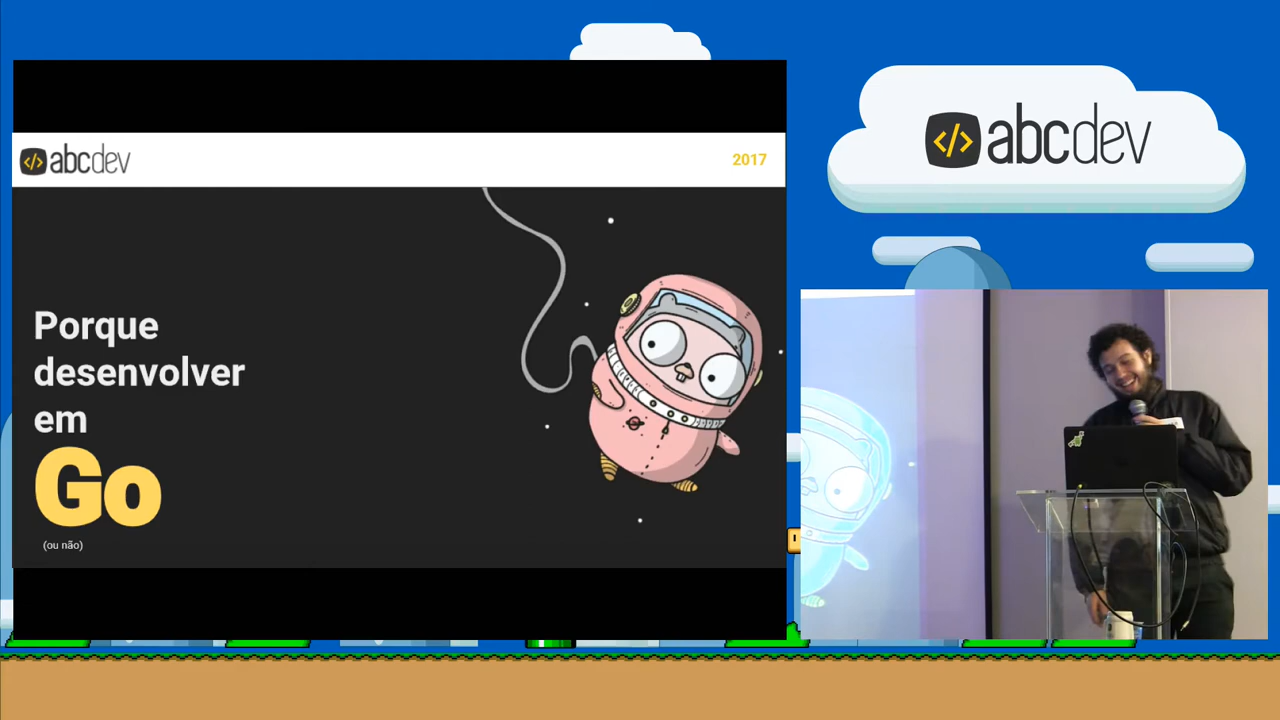 </> abcdev
2017
Porque
desenvolver
em
Go
(ou não)
</> abcdev